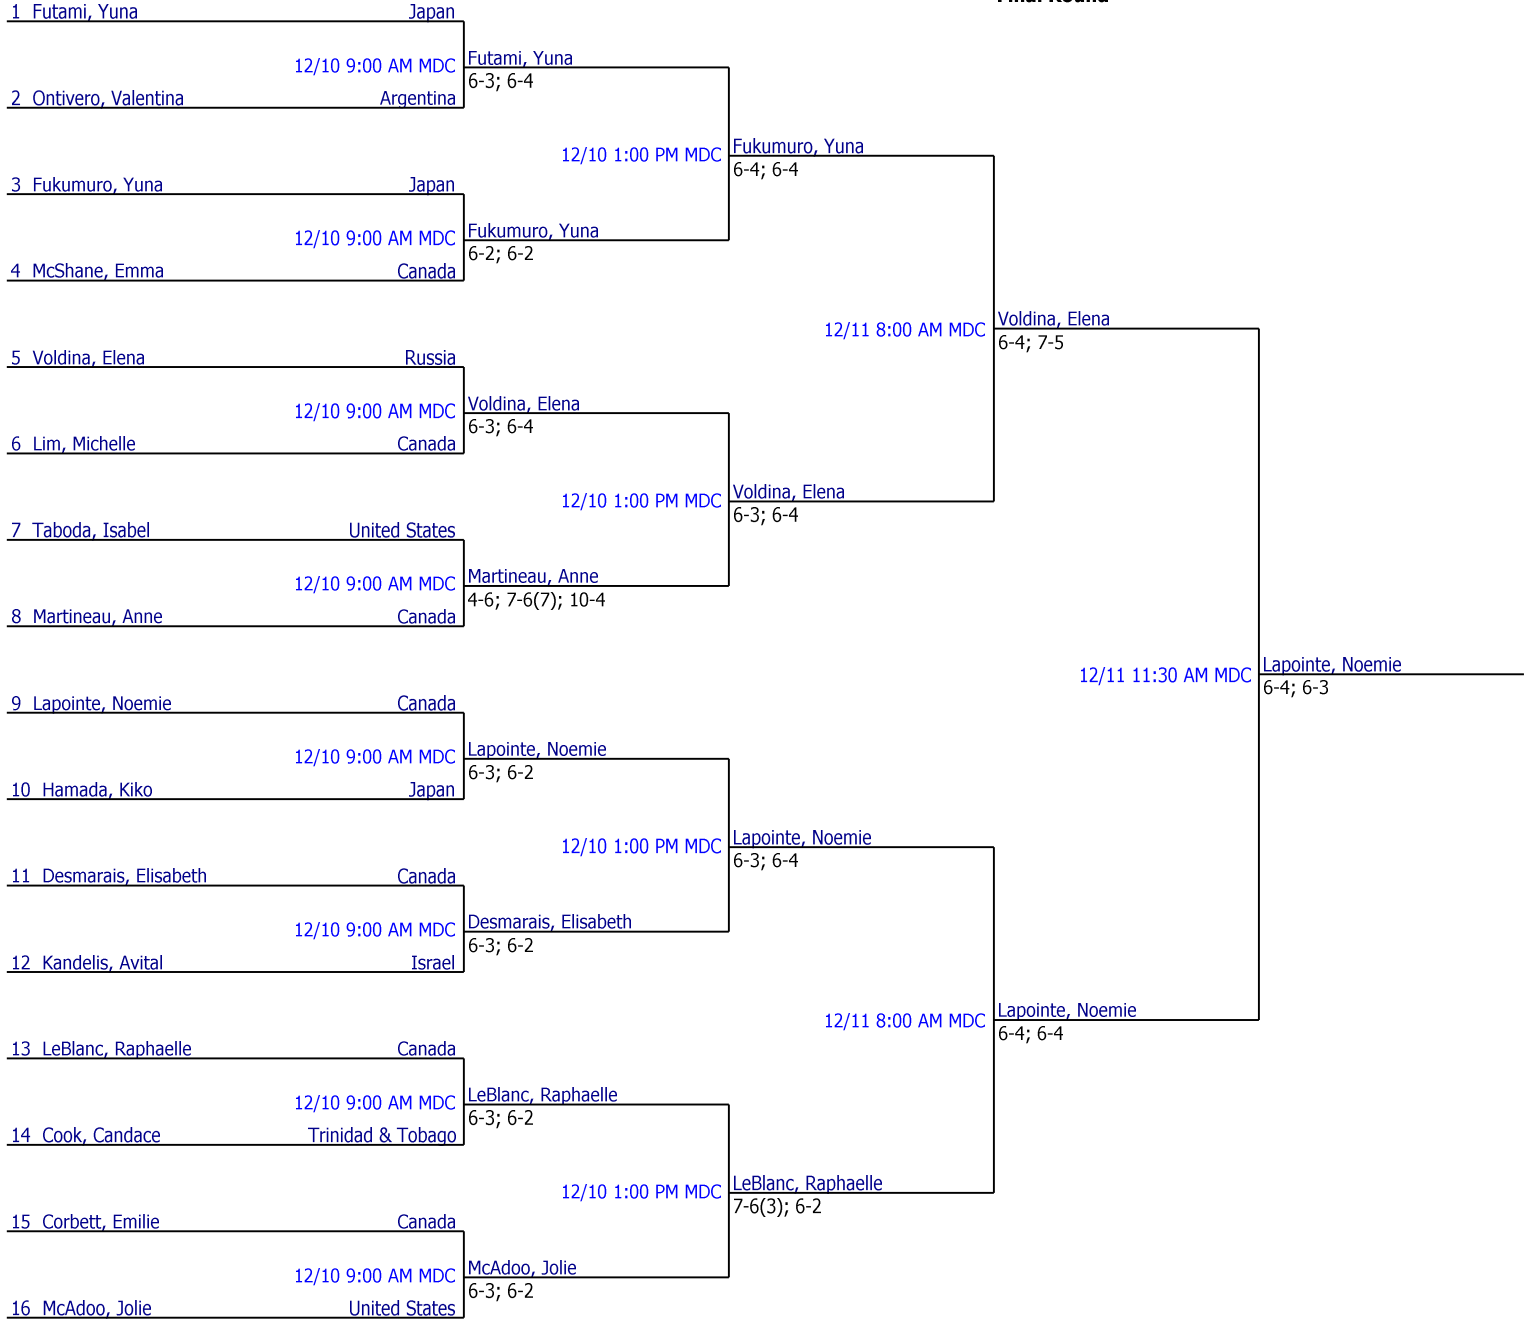 Final Round
1 Futami, Yuna Japan
12/10 9:00 AM MDC Futami, Yuna
6-3; 6-4
2 Ontivero, Valentina Argentina
12/10 1:00 PM MDC Fukumuro, Yuna
6-4; 6-4
3 Fukumuro, Yuna Japan
12/10 9:00 AM MDC Fukumuro, Yuna
6-2; 6-2
4 McShane, Emma Canada
12/11 8:00 AM MDC Voldina, Elena
6-4; 7-5
5 Voldina, Elena Russia
12/10 9:00 AM MDC Voldina, Elena
6-3; 6-4
6 Lim, Michelle Canada
12/10 1:00 PM MDC Voldina, Elena
6-3; 6-4
7 Taboda, Isabel United States
12/10 9:00 AM MDC Martineau, Anne
4-6; 7-6(7); 10-4
8 Martineau, Anne Canada
12/11 11:30 AM MDC Lapointe, Noemie
6-4; 6-3
9 Lapointe, Noemie Canada
12/10 9:00 AM MDC Lapointe, Noemie
6-3; 6-2
10 Hamada, Kiko Japan
12/10 1:00 PM MDC Lapointe, Noemie
6-3; 6-4
11 Desmarais, Elisabeth Canada
12/10 9:00 AM MDC Desmarais, Elisabeth
6-3; 6-2
12 Kandelis, Avital Israel
12/11 8:00 AM MDC Lapointe, Noemie
6-4; 6-4
13 LeBlanc, Raphaelle Canada
12/10 9:00 AM MDC LeBlanc, Raphaelle
6-3; 6-2
14 Cook, Candace Trinidad & Tobago
12/10 1:00 PM MDC LeBlanc, Raphaelle
7-6(3); 6-2
15 Corbett, Emilie Canada
12/10 9:00 AM MDC McAdoo, Jolie
6-3; 6-2
16 McAdoo, Jolie United States